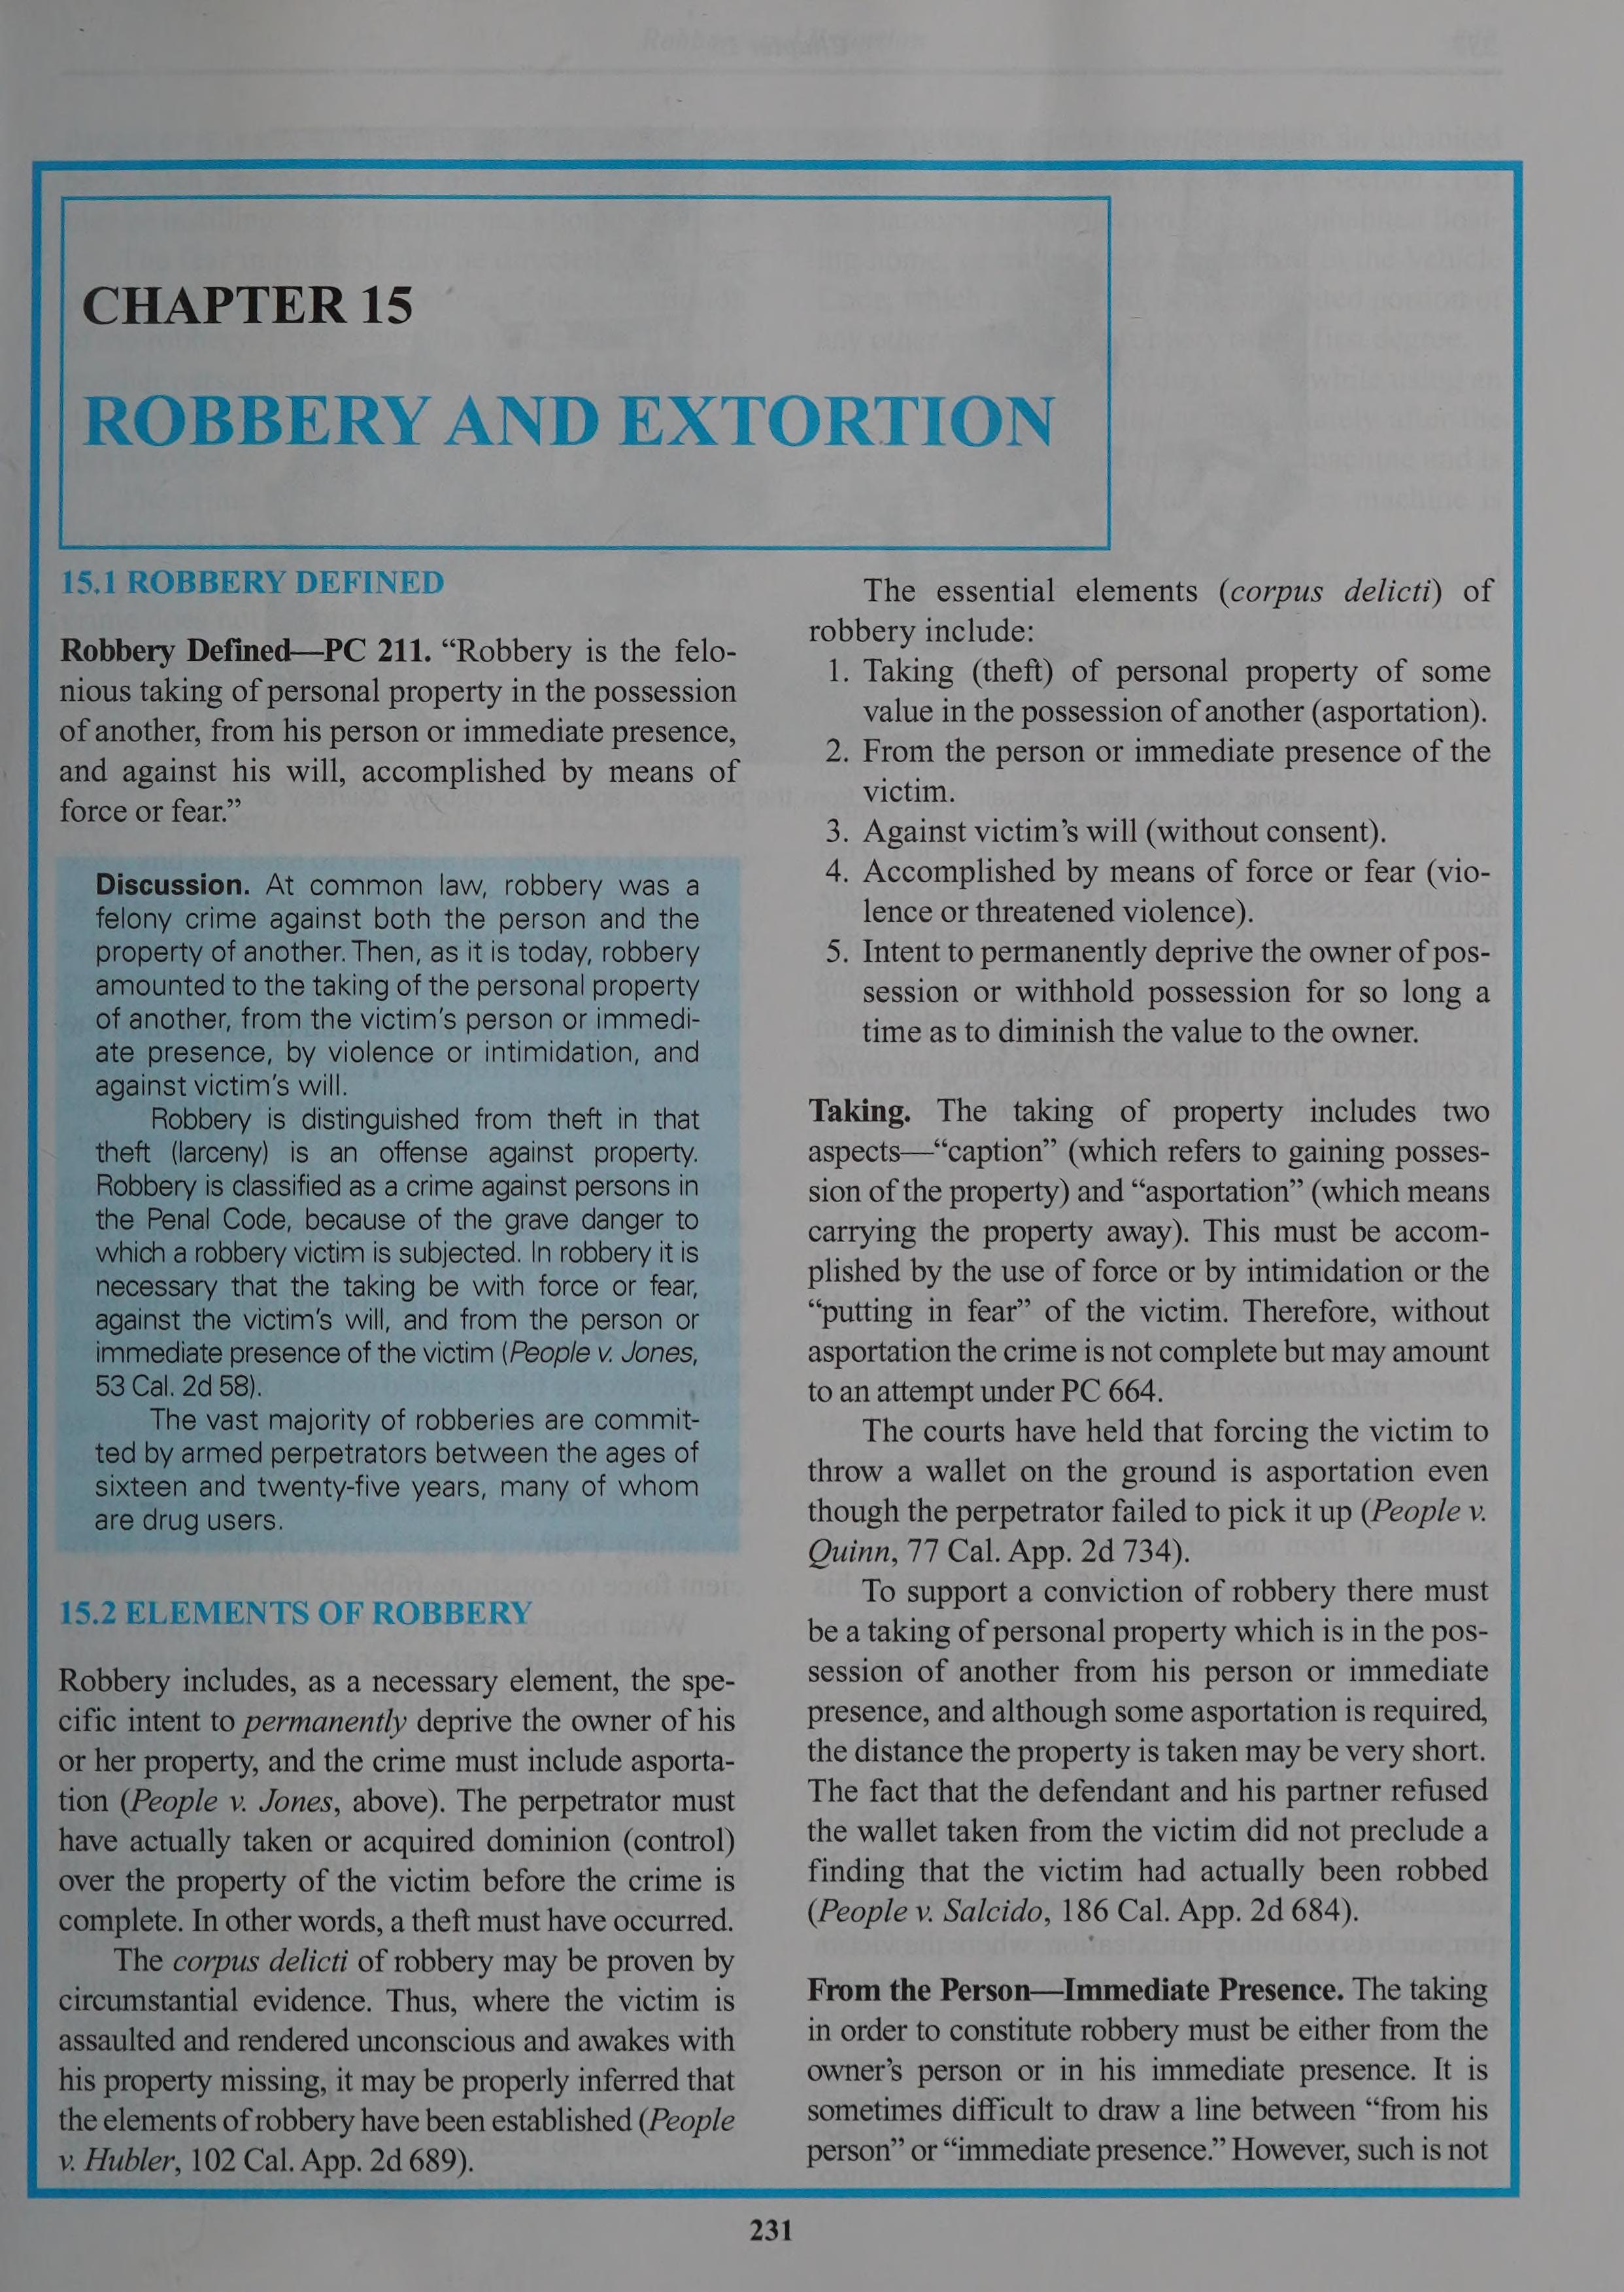 CHAPTER 15
ROBBERY AND EXTORTION
15.1 ROBBERY DEFINED
Robbery Defined—PC 211. “Robbery is the felo-
nious taking of personal property in the possession
of another, from his person or immediate presence,
and against his will, accomplished by means of
force or fear.”
Discussion. At common law, robbery was a
felony crime against both the person and the
property of another. Then, as it is today, robbery
amounted to the taking of the personal property
of another, from the victim’s person or immedi-
ate presence, by violence or intimidation, and
against victim’s will.
Robbery is distinguished from theft in that
theft (larceny) is an offense against property.
Robbery is classified as a crime against persons in
the Penal Code, because of the grave danger to
which a robbery victim is subjected. In robbery it is
necessary that the taking be with force or fear,
against the victim’s will, and from the person or
immediate presence of the victim (People v. Jones,
53 Cal. 2d 58).
The vast majority of robberies are commit-
ted by armed perpetrators between the ages of
sixteen and twenty-five years, many of whom
are drug users.
15.2 ELEMENTS OF ROBBERY
Robbery includes, as a necessary element, the spe-
cific intent to permanently deprive the owner of his
or her property, and the crime must include asporta-
tion (People v. Jones, above). The perpetrator must
have actually taken or acquired dominion (control)
over the property of the victim before the crime is
complete. In other words, a theft must have occurred.
The corpus delicti of robbery may be proven by
circumstantial evidence. Thus, where the victim is
assaulted and rendered unconscious and awakes with
his property missing, it may be properly inferred that
the elements of robbery have been established (People
v. Hubler, 102 Cal. App. 2d 689).
The essential elements (corpus delicti) of
robbery include:
1. Taking (theft) of personal property of some
value in the possession of another (asportation).
2. From the person or immediate presence of the
victim.
3. Against victim’s will (without consent).
4. Accomplished by means of force or fear (vio-
lence or threatened violence).
5. Intent to permanently deprive the owner of pos-
session or withhold possession for so long a
time as to diminish the value to the owner.
Taking. The taking of property includes two
aspects—“caption” (which refers to gaining posses-
sion of the property) and “asportation” (which means
carrying the property away). This must be accom-
plished by the use of force or by intimidation or the
“putting in fear” of the victim. Therefore, without
asportation the crime is not complete but may amount
to an attempt under PC 664.
The courts have held that forcing the victim to
throw a wallet on the ground is asportation even
though the perpetrator failed to pick it up (People v.
Quinn, 77 Cal. App. 2d 734).
To support a conviction of robbery there must
be a taking of personal property which is in the pos-
session of another from his person or immediate
presence, and although some asportation is required,
the distance the property is taken may be very short.
The fact that the defendant and his partner refused
the wallet taken from the victim did not preclude a
finding that the victim had actually been robbed
(People v. Salcido, 186 Cal. App. 2d 684).
From the Person—Immediate Presence. The taking
in order to constitute robbery must be either from the
owner’s person or in his immediate presence. It is
sometimes difficult to draw a line between “from his
person” or “immediate presence.” However, such is not
231